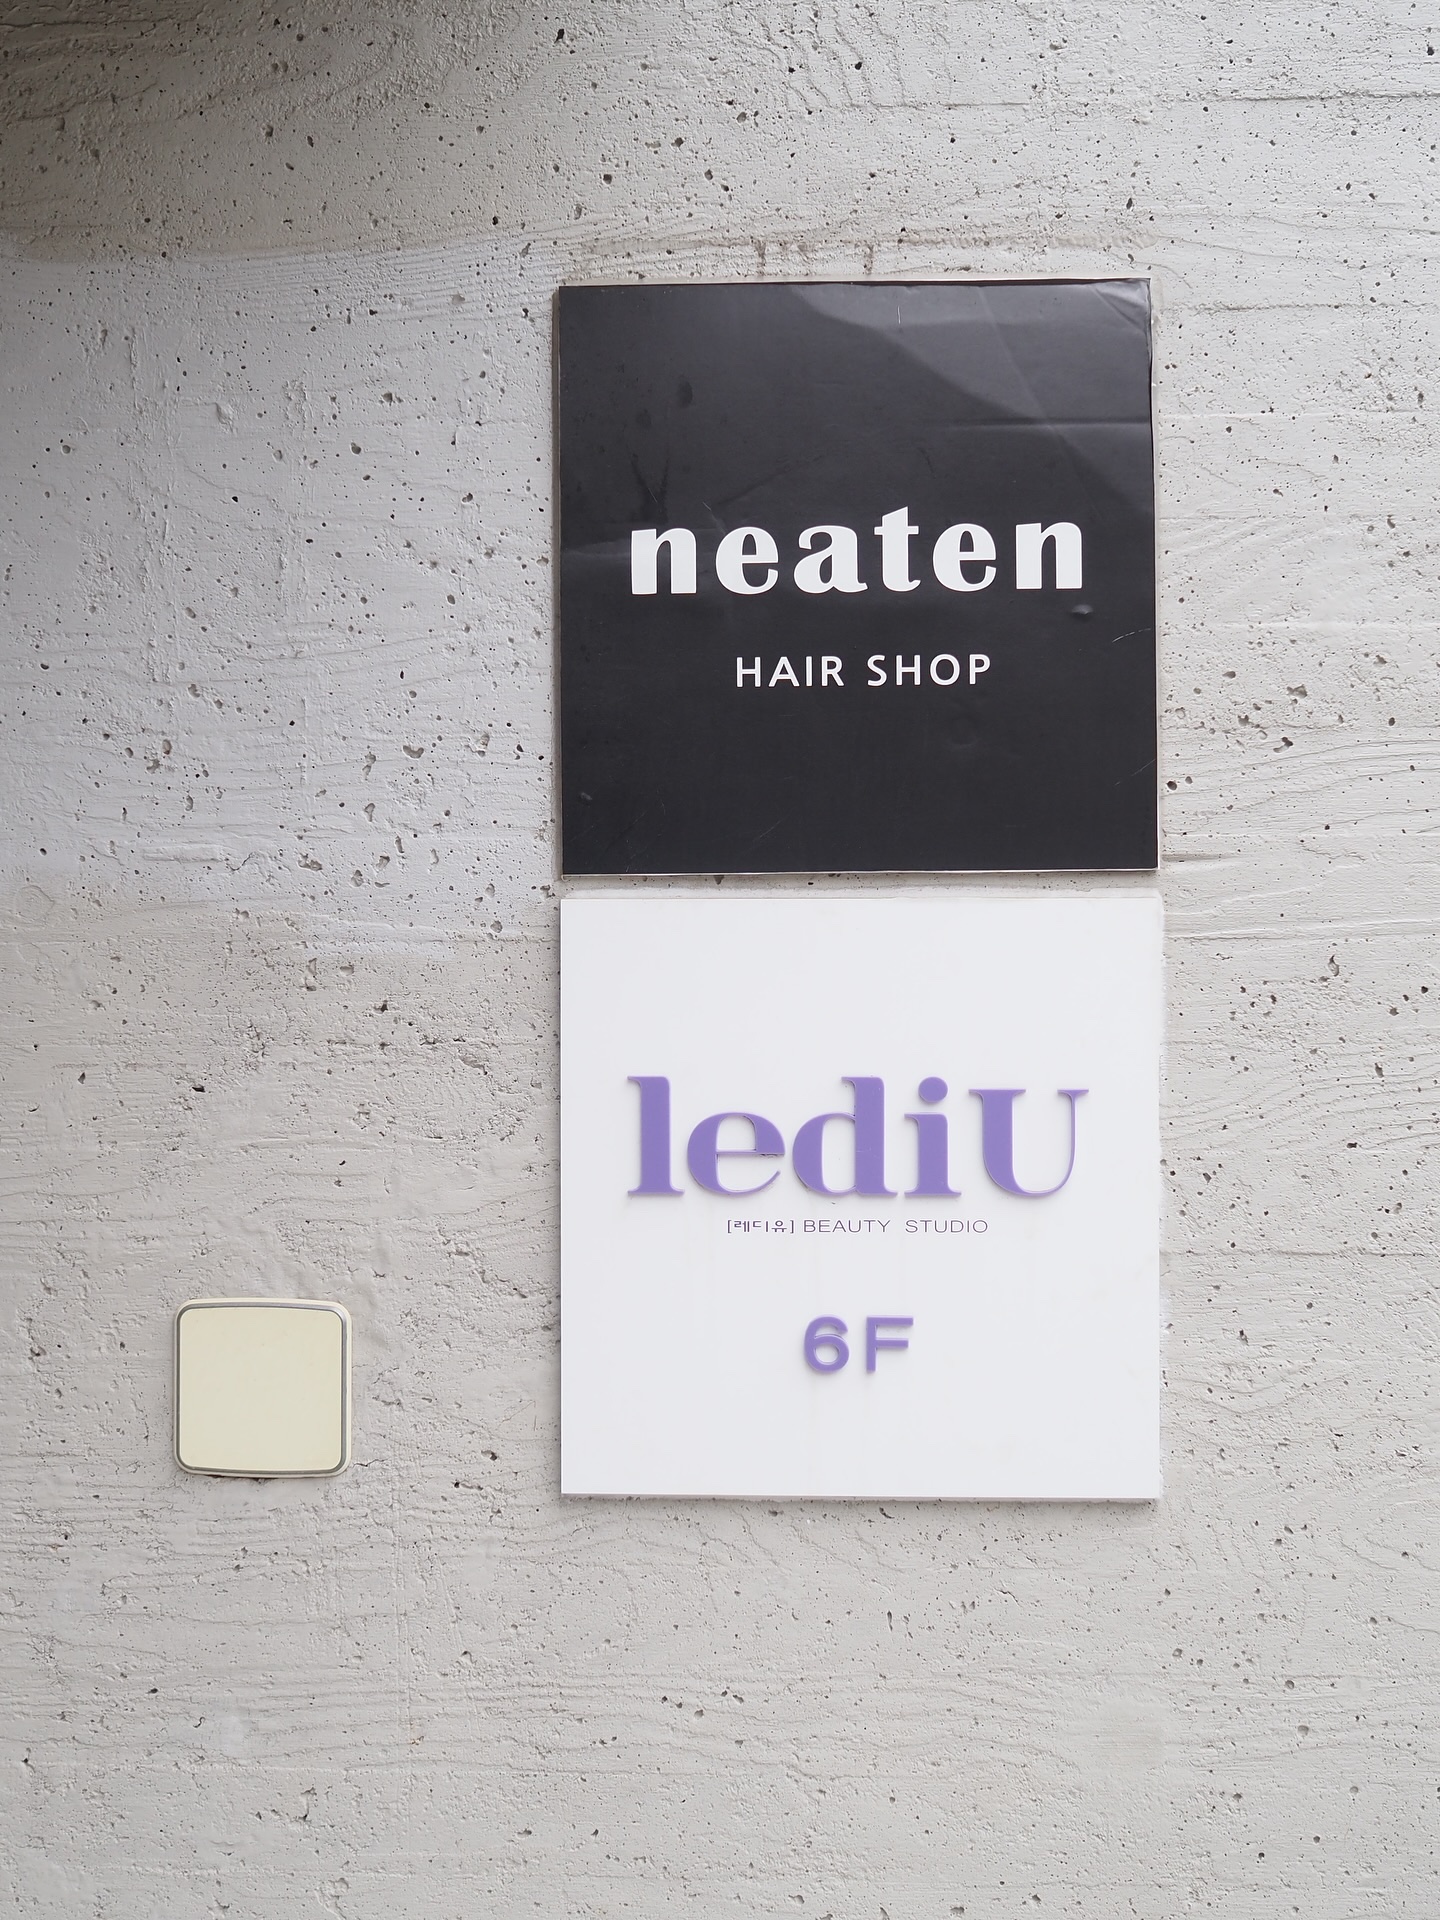 neaten
HAIR SHOP
lediU
[레디유] BEAUTY STUDIO
6F